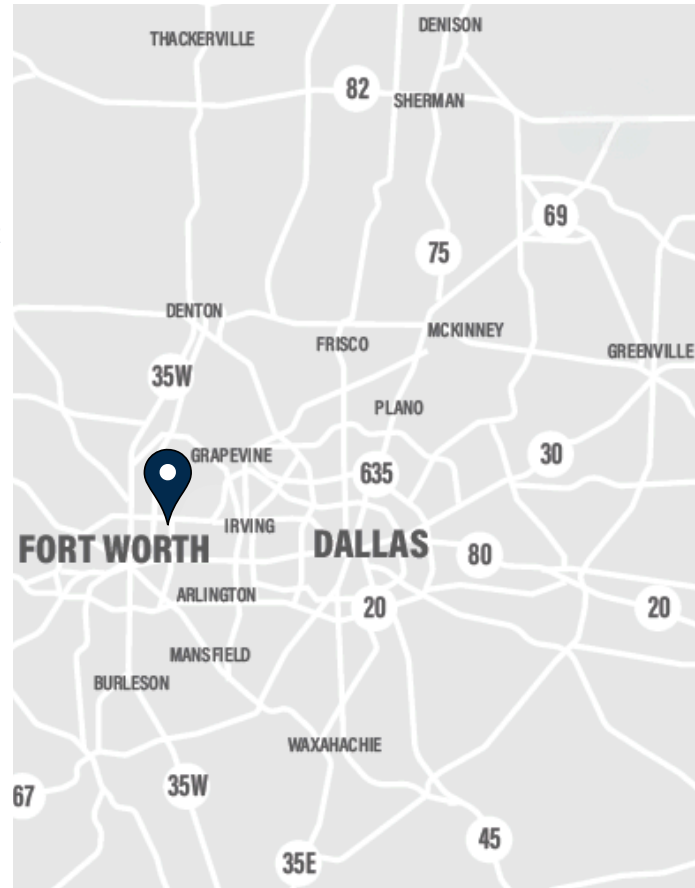 DENISON
THACKERVILLE
82
SHERMAN
69
75
DENTON
MCKINNEY
FRISCO
GREENVILLE
35W
PLANO
GRAPEVINE
30
635
IRVING
FORT WORTH
DALLAS
80
ARLINGTON
20
20
MANSFIELD
BURLESON
WAXAHACHIE
35W
67
45
35E